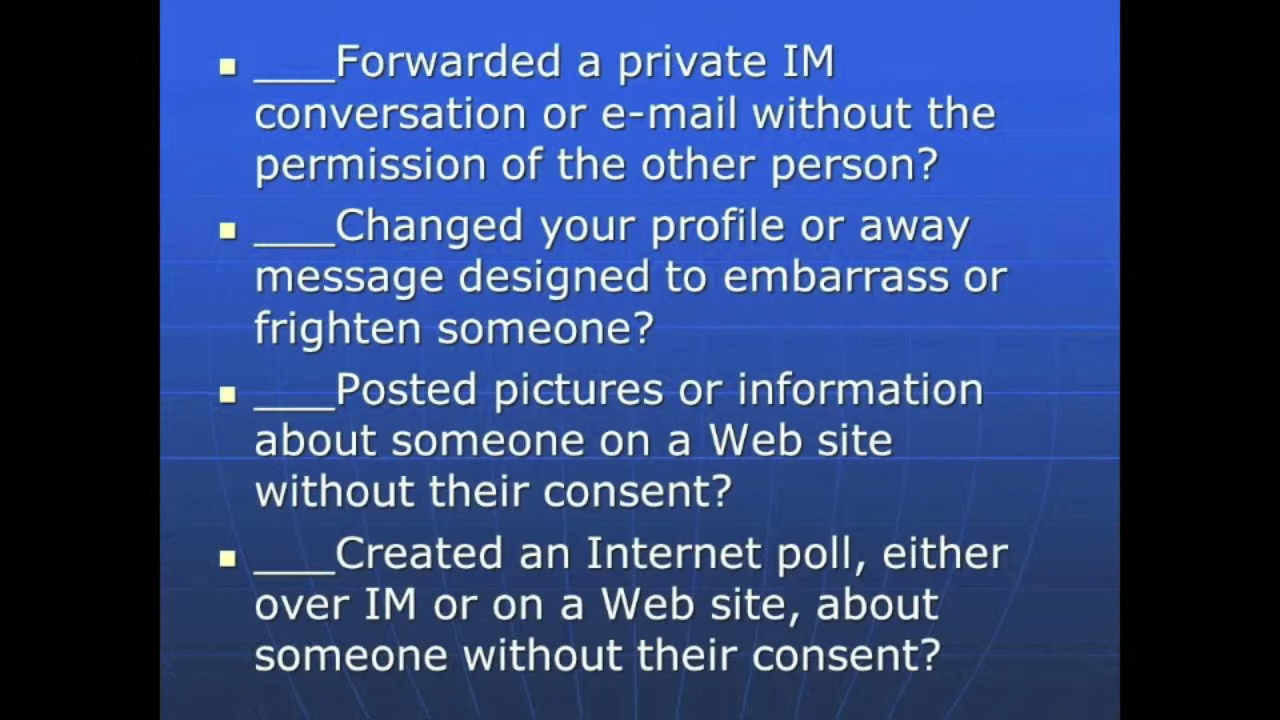 ___Forwarded a private IM
conversation or e-mail without the
permission of the other person?
___Changed your profile or away
message designed to embarrass or
frighten someone?
___Posted pictures or information
about someone on a Web site
without their consent?
___Created an Internet poll, either
over IM or on a Web site, about
someone without their consent?